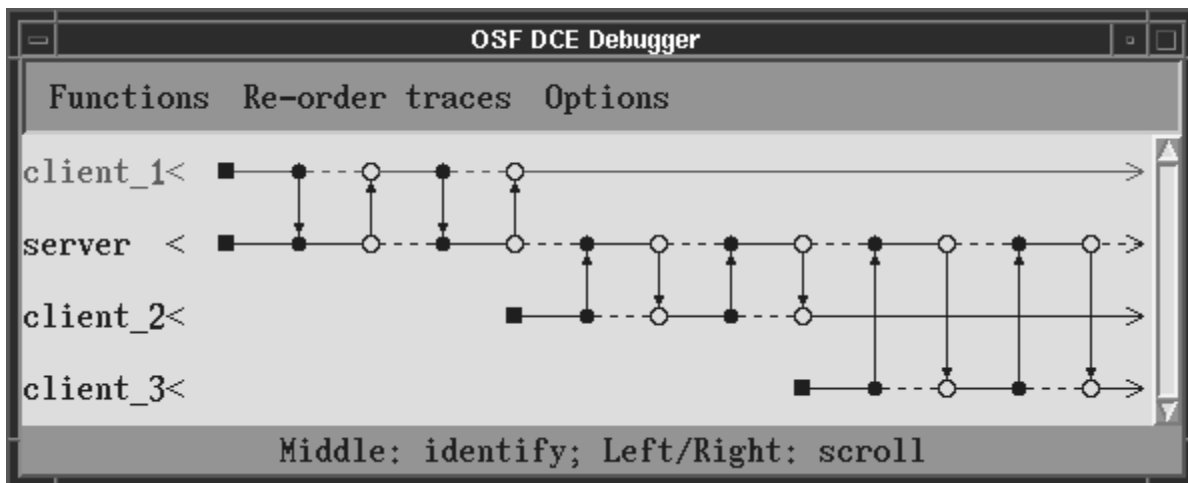 OSF DCE Debugger
Functions Re-order traces Options
client_1<
server <
client_2<
client_3<
Middle: identify; Left/Right: scroll